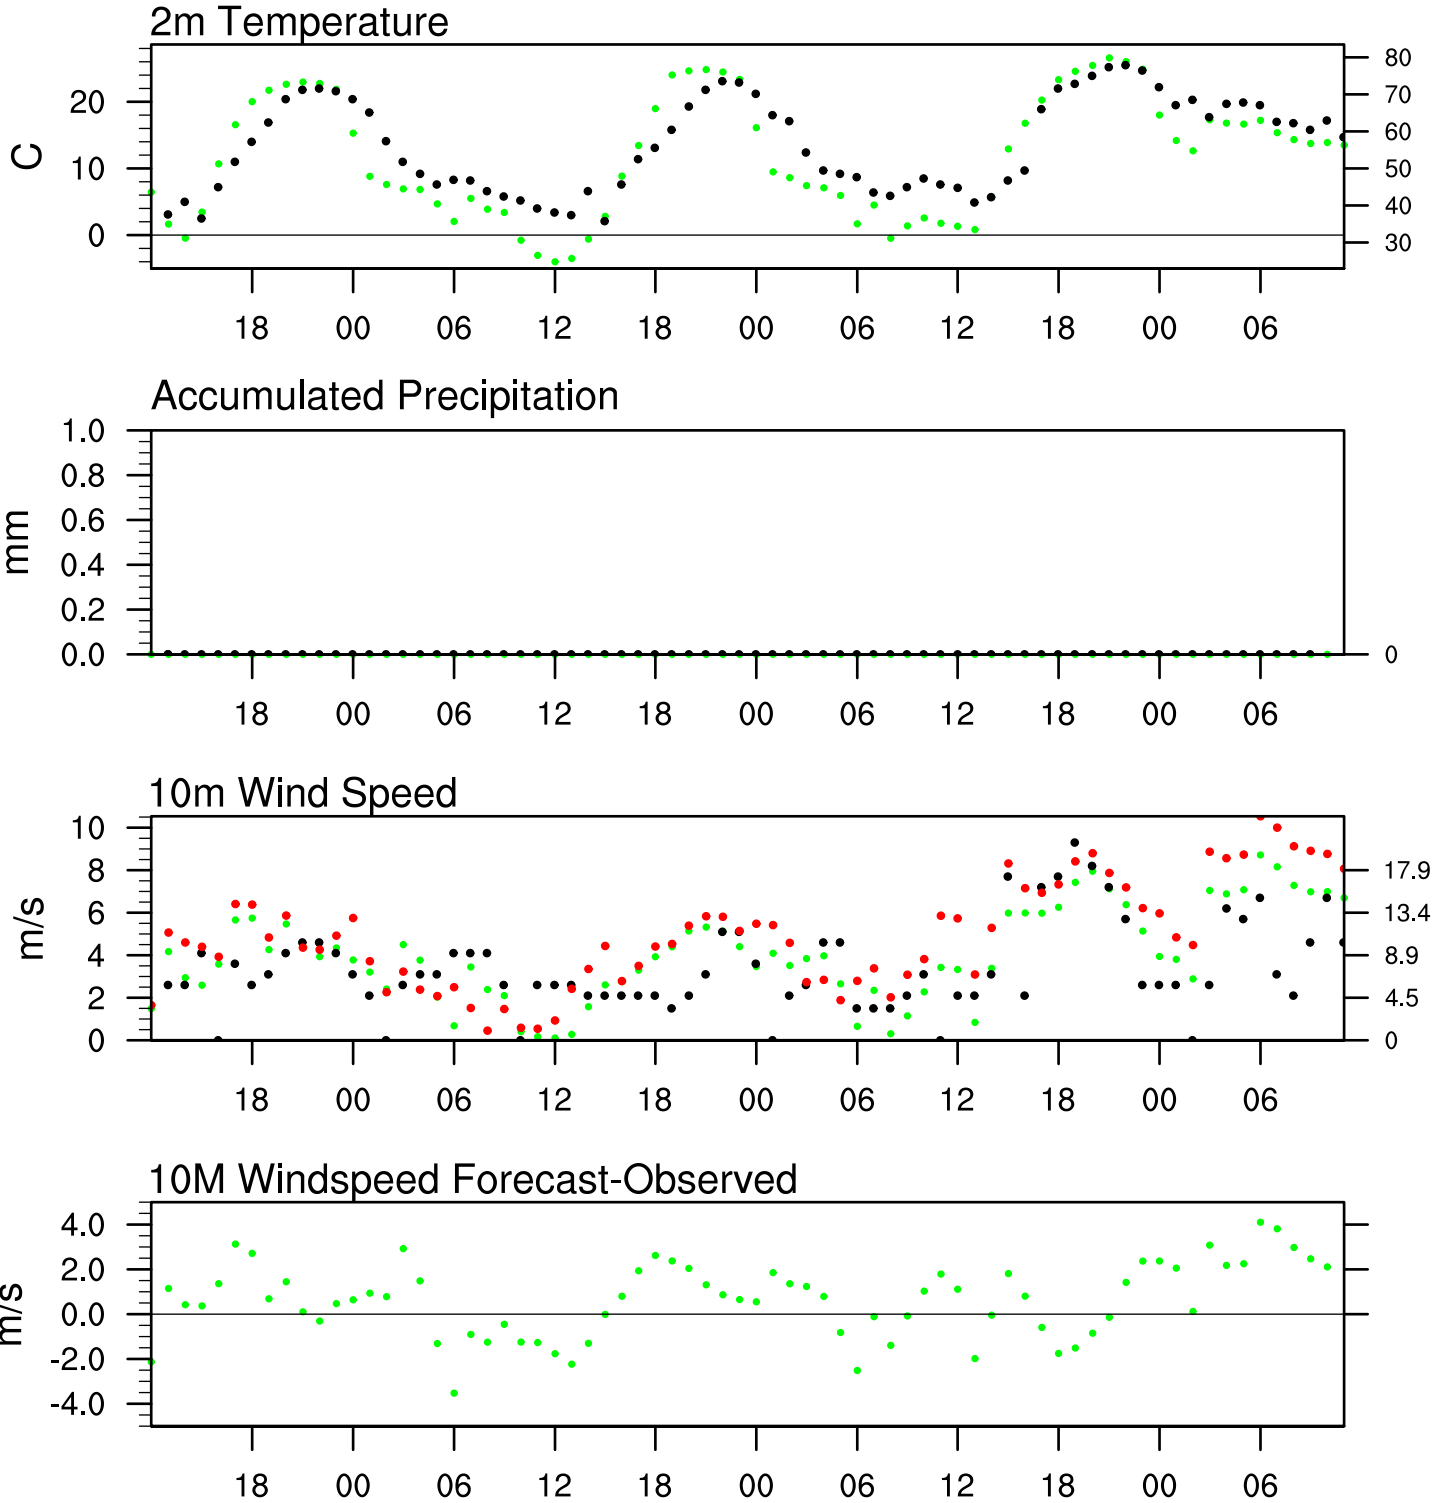 2m Temperature
C
20
10
0
80
70
60
50
40
30
18 00 06 12 18 00 06 12 18 00 06
Accumulated Precipitation
mm
1.0
0.8
0.6
0.4
0.2
0.0
0
18 00 06 12 18 00 06 12 18 00 06
10m Wind Speed
m/s
10
8
6
4
2
0
17.9
13.4
8.9
4.5
0
18 00 06 12 18 00 06 12 18 00 06
10M Windspeed Forecast-Observed
m/s
4.0
2.0
0.0
-2.0
-4.0
18 00 06 12 18 00 06 12 18 00 06